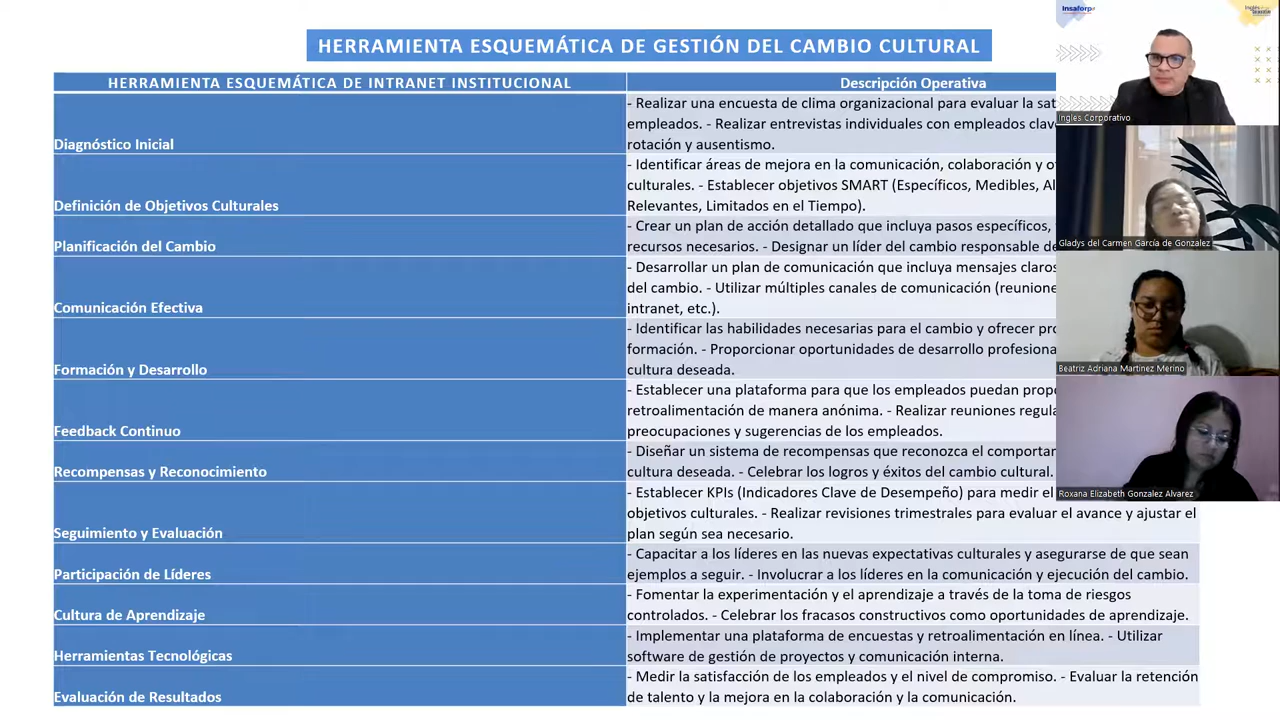 HERRAMIENTA ESQUEMÁTICA DE GESTIÓN DEL CAMBIO CULTURAL
HERRAMIENTA ESQUEMÁTICA DE INTRANET INSTITUCIONAL
Descripción Operativa
Diagnóstico Inicial
- Realizar una encuesta de clima organizacional para evaluar la sat
empleados. - Realizar entrevistas individuales con empleados clav
rotación y ausentismo.
Definición de Objetivos Culturales
- Identificar áreas de mejora en la comunicación, colaboración y o
culturales. - Establecer objetivos SMART (Específicos, Medibles, Al
Relevantes, Limitados en el Tiempo).
Planificación del Cambio
- Crear un plan de acción detallado que incluya pasos específicos,
recursos necesarios. - Designar un líder del cambio responsable de
Comunicación Efectiva
- Desarrollar un plan de comunicación que incluya mensajes claros
del cambio. - Utilizar múltiples canales de comunicación (reunione
intranet, etc.).
Formación y Desarrollo
- Identificar las habilidades necesarias para el cambio y ofrecer pro
formación. - Proporcionar oportunidades de desarrollo profesiona
cultura deseada.
Feedback Continuo
- Establecer una plataforma para que los empleados puedan prop
retroalimentación de manera anónima. - Realizar reuniones regula
preocupaciones y sugerencias de los empleados.
Recompensas y Reconocimiento
- Diseñar un sistema de recompensas que reconozca el comportar
cultura deseada. - Celebrar los logros y éxitos del cambio cultural.
Seguimiento y Evaluación
- Establecer KPIs (Indicadores Clave de Desempeño) para medir el
objetivos culturales. - Realizar revisiones trimestrales para evaluar el avance y ajustar el
plan según sea necesario.
Participación de Líderes
- Capacitar a los líderes en las nuevas expectativas culturales y asegurarse de que sean
ejemplos a seguir. - Involucrar a los líderes en la comunicación y ejecución del cambio.
Cultura de Aprendizaje
- Fomentar la experimentación y el aprendizaje a través de la toma de riesgos
controlados. - Celebrar los fracasos constructivos como oportunidades de aprendizaje.
Herramientas Tecnológicas
- Implementar una plataforma de encuestas y retroalimentación en línea. - Utilizar
software de gestión de proyectos y comunicación interna.
Evaluación de Resultados
- Medir la satisfacción de los empleados y el nivel de compromiso. - Evaluar la retención
de talento y la mejora en la colaboración y la comunicación.
Insaforp
Ingles Corporativo
Gladys del Carmen García de Gonzalez
Beatriz Adriana Martinez Merino
Roxana Elizabeth Gonzalez Alvarez